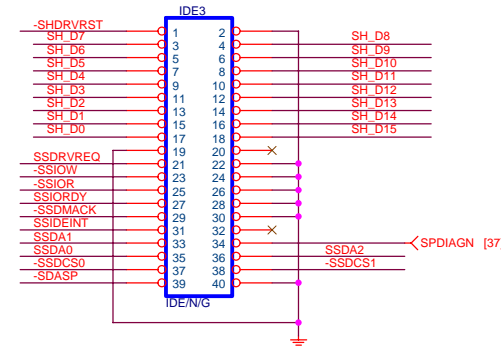 IDE3
-SHDRVRST 1 2
SH_D7 3 4 SH_D8
SH_D6 5 6 SH_D9
SH_D5 7 8 SH_D10
SH_D4 9 10 SH_D11
SH_D3 11 12 SH_D12
SH_D2 13 14 SH_D13
SH_D1 15 16 SH_D14
SH_D0 17 18 SH_D15
19 20
SSDRVREQ 21 22
-SSIOW 23 24
-SSIOR 25 26
SSIORDY 27 28
-SSDMACK 29 30
SSIDEINT 31 32
SSDA1 33 34 SPDIAGN [37
SSDA0 35 36 SSDA2
-SSDCS0 37 38 -SSDCS1
-SDASP 39 40
IDE/N/G